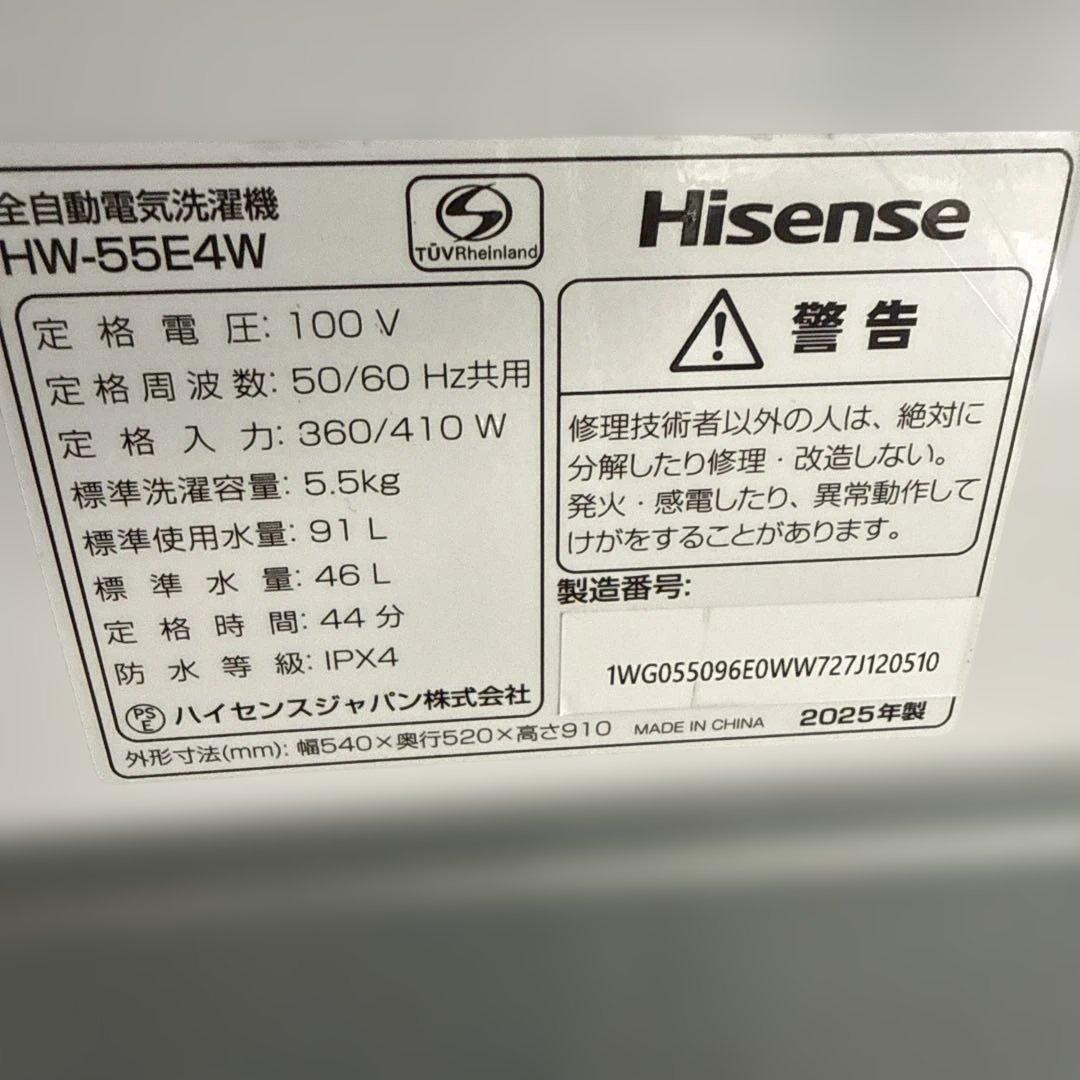 全自動電気洗濯機
HW-55E4W
TÜVRheinland
Hisense
定格電圧: 100 V
定格周波数: 50/60 Hz共用
定格入力: 360/410 W
標準洗濯容量: 5.5kg
標準使用水量: 91 L
標準水量: 46 L
定格時間: 44 分
防水等級: IPX4
PSE ハイセンスジャパン株式会社
警告
修理技術者以外の人は、絶対に
分解したり修理・改造しない。
発火・感電したり、異常動作して
けがをすることがあります。
製造番号:
1WG055096E0WW727J120510
外形寸法(mm): 幅540×奥行520×高さ910 MADE IN CHINA 2025年製